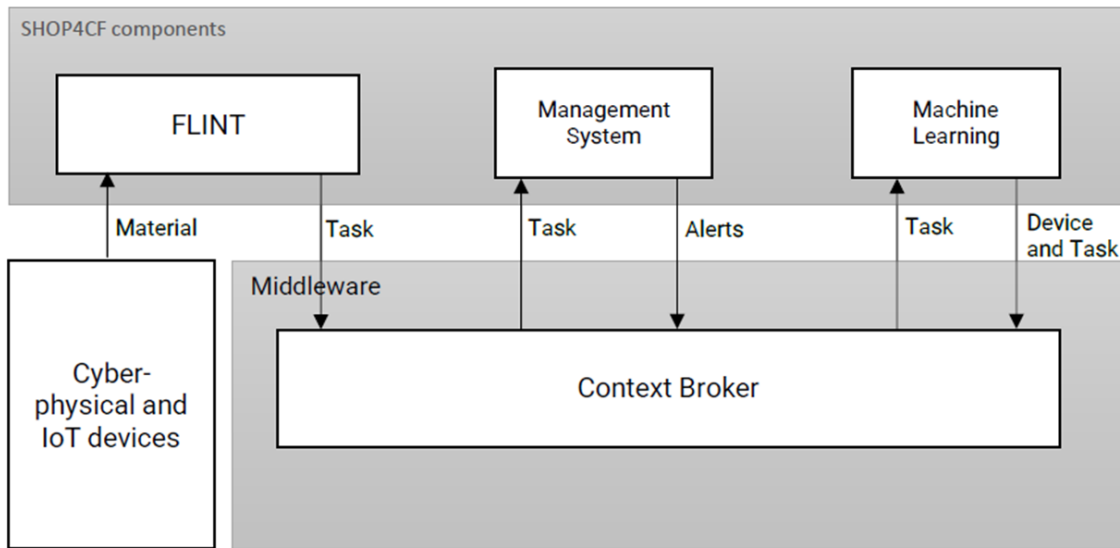 SHOP4CF components
FLINT
Management
System
Machine
Learning
Material
Task
Task
Alerts
Task
Device
and Task
Middleware
Cyber-
physical and
IoT devices
Context Broker